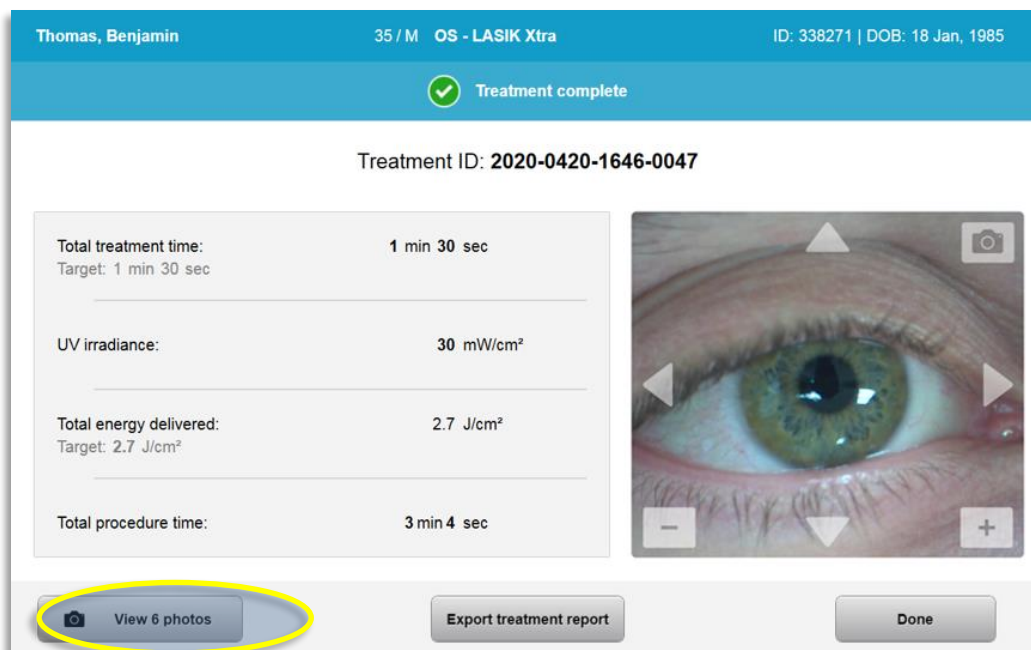 Thomas, Benjamin 35 / M OS - LASIK Xtra ID: 338271 | DOB: 18 Jan, 1985
Treatment complete
Treatment ID: 2020-0420-1646-0047
Total treatment time: 1 min 30 sec
Target: 1 min 30 sec
UV irradiance: 30 mW/cm²
Total energy delivered: 2.7 J/cm²
Target: 2.7 J/cm²
Total procedure time: 3 min 4 sec
View 6 photos Export treatment report Done